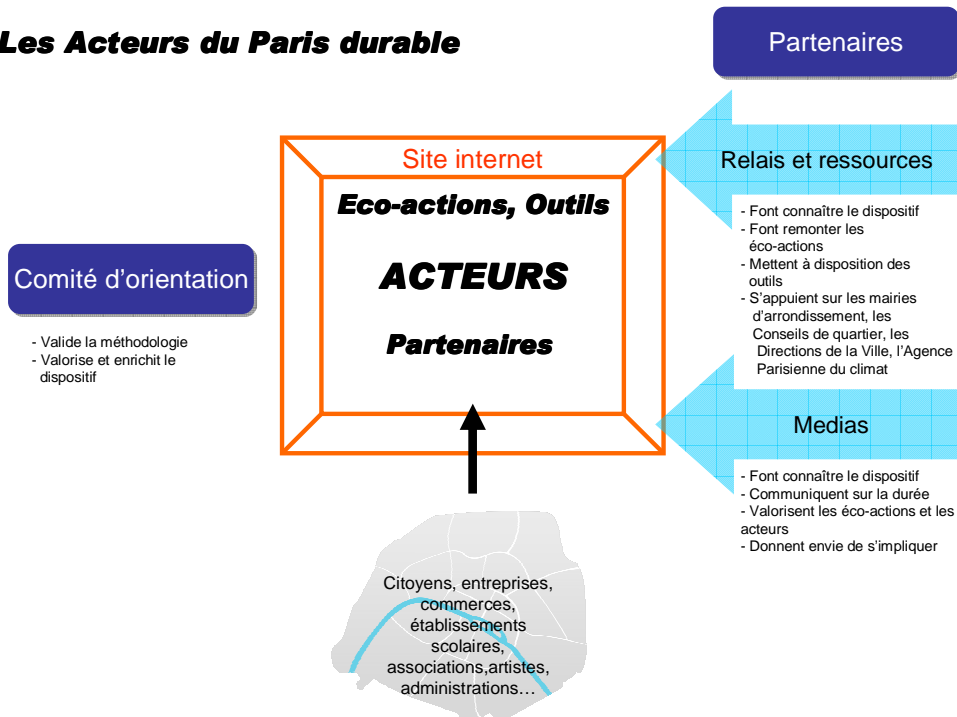 Les Acteurs du Paris durable
Partenaires
Site internet
Eco-actions, Outils
ACTEURS
Partenaires
Comité d'orientation
- Valide la méthodologie
- Valorise et enrichit le
dispositif
Relais et ressources
- Font connaître le dispositif
- Font remonter les
éco-actions
- Mettent à disposition des
outils
- S'appuient sur les mairies
d'arrondissement, les
Conseils de quartier, les
Directions de la Ville, l'Agence
Parisienne du climat
Medias
- Font connaître le dispositif
- Communiquent sur la durée
- Valorisent les éco-actions et les
acteurs
- Donnent envie de s'impliquer
Citoyens, entreprises,
commerces,
établissements
scolaires,
associations,artistes,
administrations…